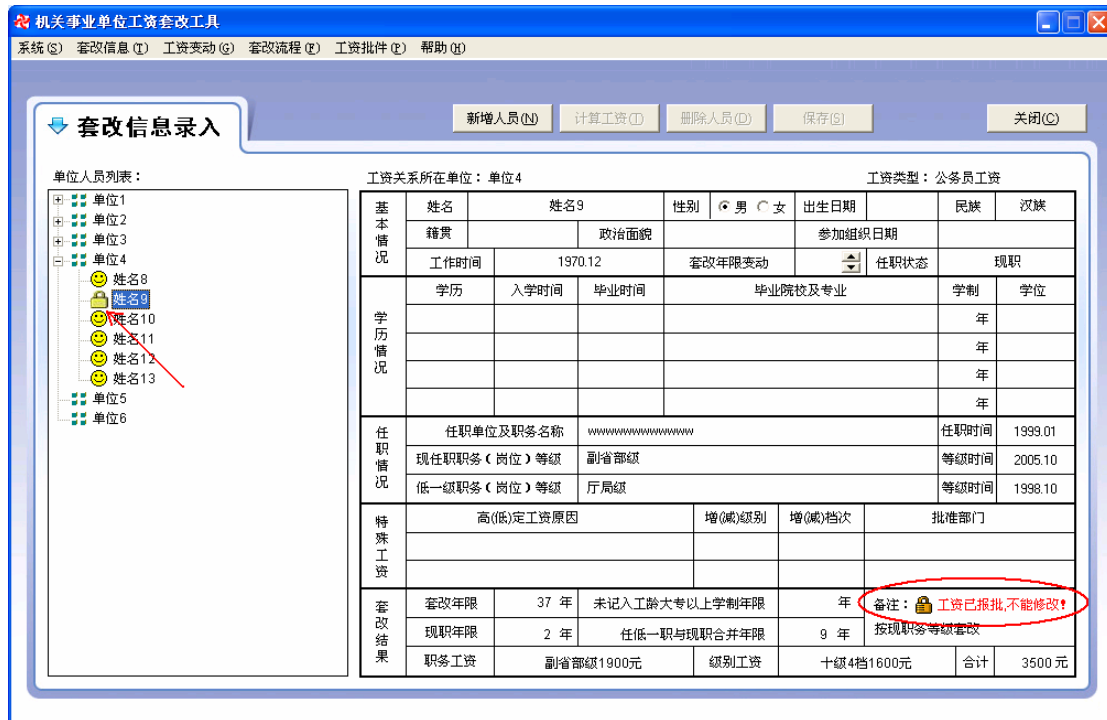 机关事业单位工资套改工具
系统(S) 套改信息(T) 工资变动(G) 套改流程(F) 工资批件(P) 帮助(H)
套改信息录入
新增人员(N) 计算工资(T) 删除人员(D) 保存(S) 关闭(C)
单位人员列表：
单位1
单位2
单位3
单位4
姓名8
姓名9
姓名10
姓名11
姓名12
姓名13
单位5
单位6
工资关系所在单位：单位4 工资类型：公务员工资
基本情况
姓名 姓名9 性别 男 女 出生日期 民族 汉族
籍贯 政治面貌 参加组织日期
工作时间 1970.12 套改年限变动 任职状态 现职
学历情况
学历 入学时间 毕业时间 毕业院校及专业 学制 学位
年
年
年
年
任职情况
任职单位及职务名称 wwwwwwwwwwwww 任职时间 1999.01
现任职职务(岗位)等级 副省部级 等级时间 2005.10
低一级职务(岗位)等级 厅局级 等级时间 1998.10
特殊工资
高(低)定工资原因 增(减)级别 增(减)档次 批准部门
套改结果
套改年限 37 年 未记入工龄大专以上学制年限 年 备注： 工资已报批,不能修改!
现职年限 2 年 任低一职与现职合并年限 9 年 按现职务等级套改
职务工资 副省部级1900元 级别工资 十级4档1600元 合计 3500元